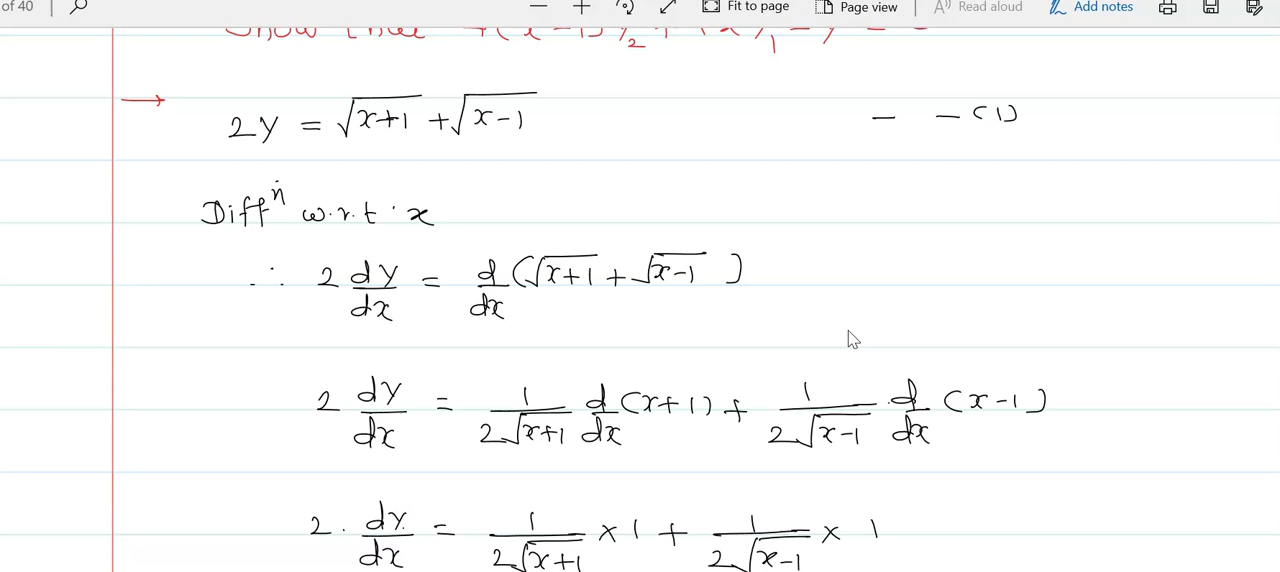 of 40 Fit to page Page view Read aloud Add notes
2y = √(x+1) + √(x-1) - - (1)
Diffⁿ w.r.t. x
∴ 2 dy/dx = d/dx (√(x+1) + √(x-1))
2 dy/dx = 1/(2√(x+1)) d/dx (x+1) + 1/(2√(x-1)) . d/dx (x-1)
2 . dy/dx = 1/(2√(x+1)) × 1 + 1/(2√(x-1)) × 1